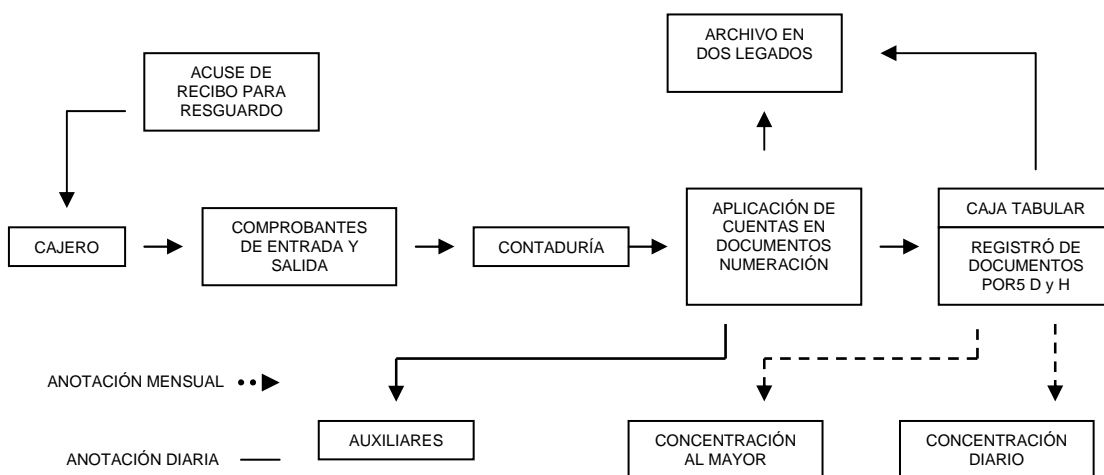 ARCHIVO EN
DOS LEGADOS
ACUSE DE
RECIBO PARA
RESGUARDO
CAJERO
COMPROBANTES
DE ENTRADA Y
SALIDA
CONTADURÍA
APLICACIÓN DE
CUENTAS EN
DOCUMENTOS
NUMERACIÓN
CAJA TABULAR
REGISTRÓ DE
DOCUMENTOS
POR5 D y H
ANOTACIÓN MENSUAL
AUXILIARES
CONCENTRACIÓN
AL MAYOR
CONCENTRACIÓN
DIARIO
ANOTACIÓN DIARIA